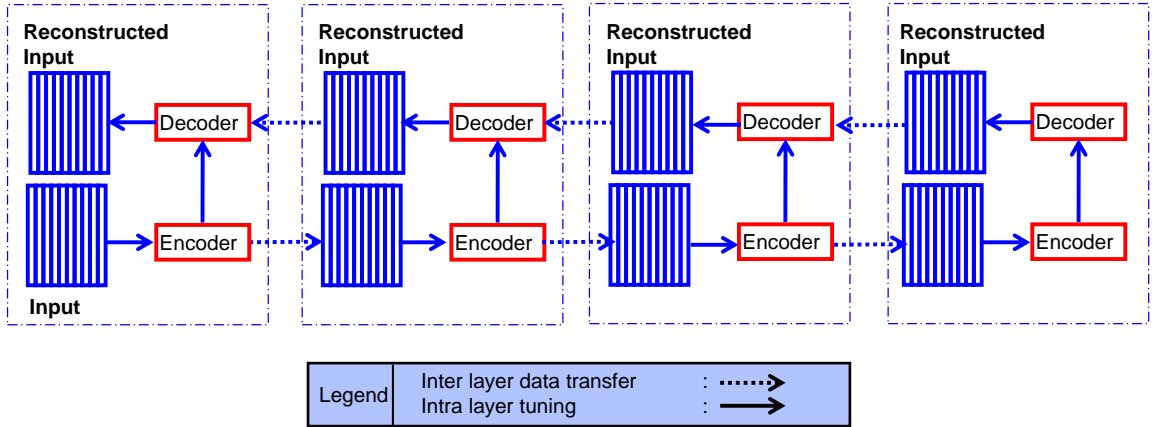 Reconstructed
Input
Decoder
Encoder
Input
Reconstructed
Input
Decoder
Encoder
Reconstructed
Input
Decoder
Encoder
Reconstructed
Input
Decoder
Encoder
Legend
Inter layer data transfer :
Intra layer tuning :